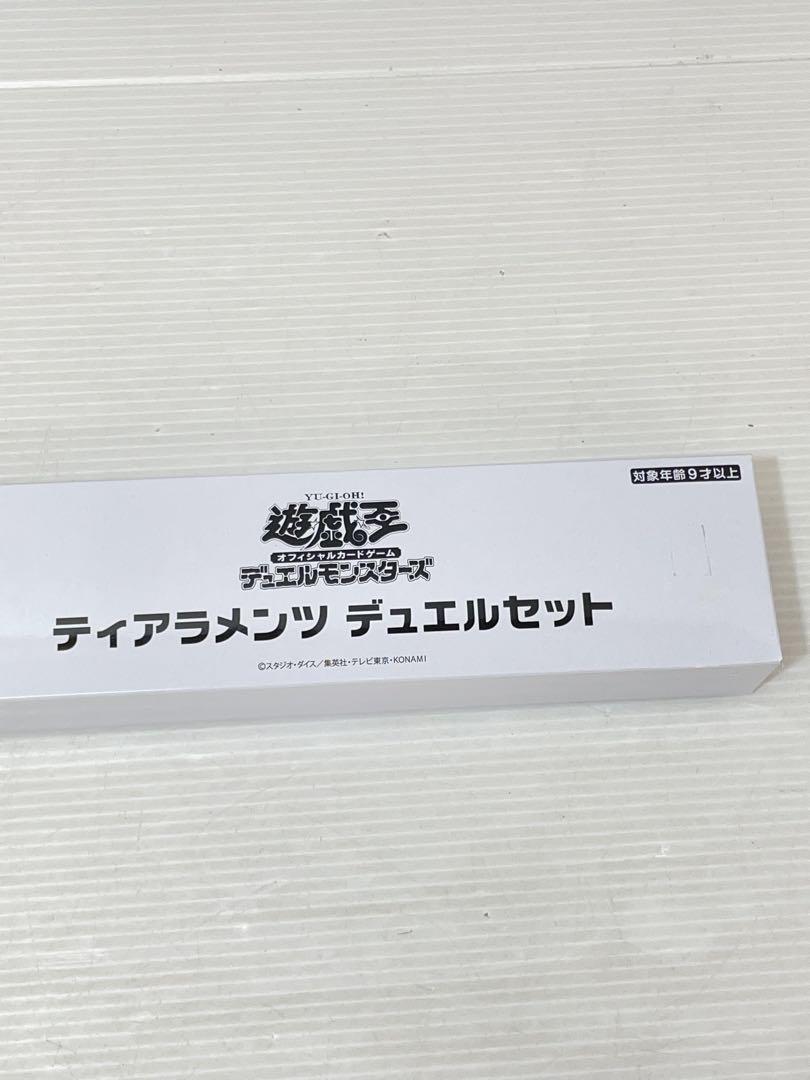 対象年齢9才以上
YU-GI-OH!
遊戯王
オフィシャルカードゲーム
デュエルモンスターズ
ティアラメンツ デュエルセット
©スタジオ・ダイス／集英社・テレビ東京・KONAMI